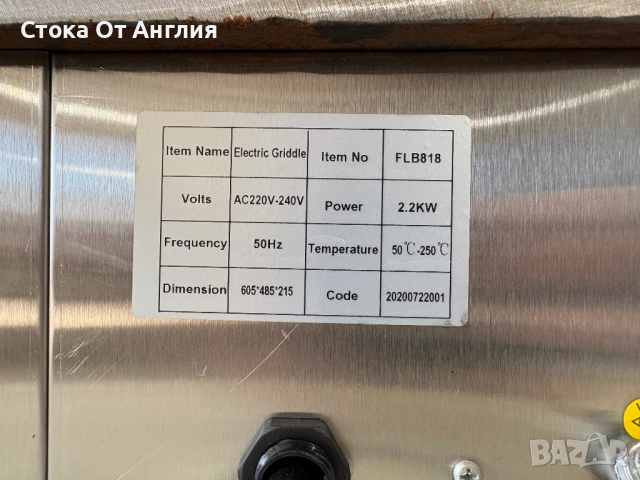 Стока От Англия
Item Name Electric Griddle Item No FLB818
Volts AC220V-240V Power 2.2KW
Frequency 50Hz Temperature 50℃-250℃
Dimension 605*485*215 Code 20200722001
BAZAR